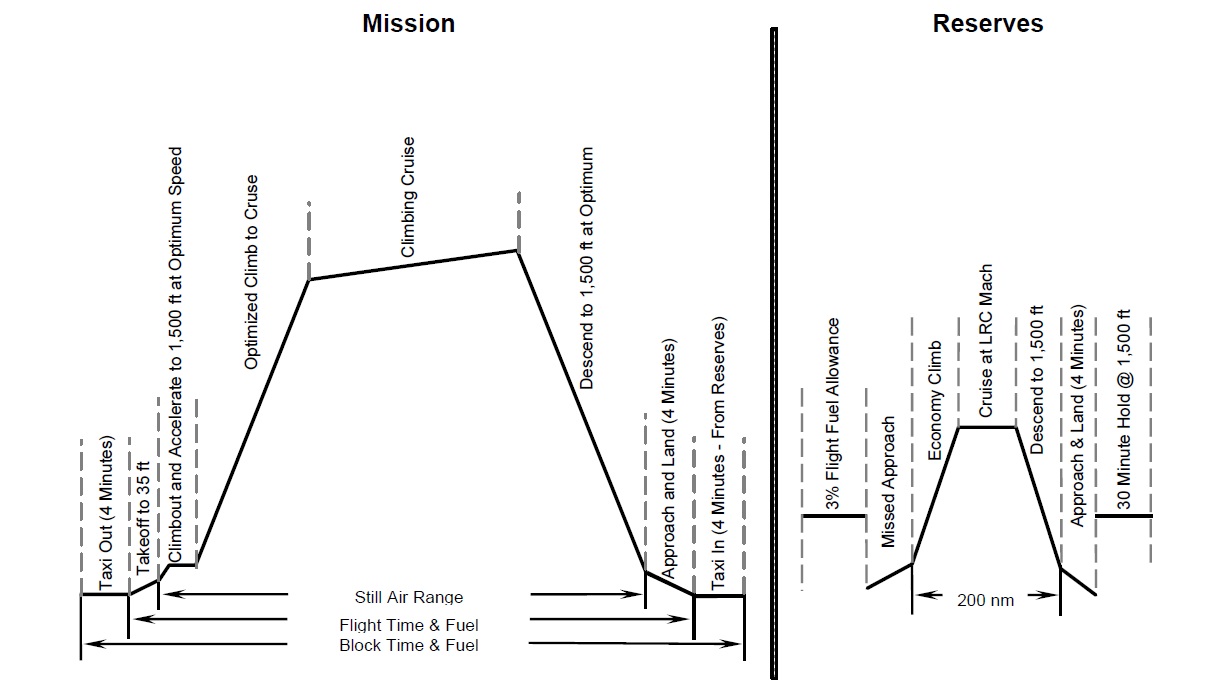 Mission
Reserves
Taxi Out (4 Minutes)
Takeoff to 35 ft
Climbout and Accelerate to 1,500 ft at Optimum Speed
Optimized Climb to Cruse
Climbing Cruise
Descend to 1,500 ft at Optimum
Approach and Land (4 Minutes)
Taxi In (4 Minutes - From Reserves)
Still Air Range
Flight Time & Fuel
Block Time & Fuel
3% Flight Fuel Allowance
Missed Approach
Economy Climb
Cruise at LRC Mach
Descend to 1,500 ft
Approach & Land (4 Minutes)
30 Minute Hold @ 1,500 ft
200 nm